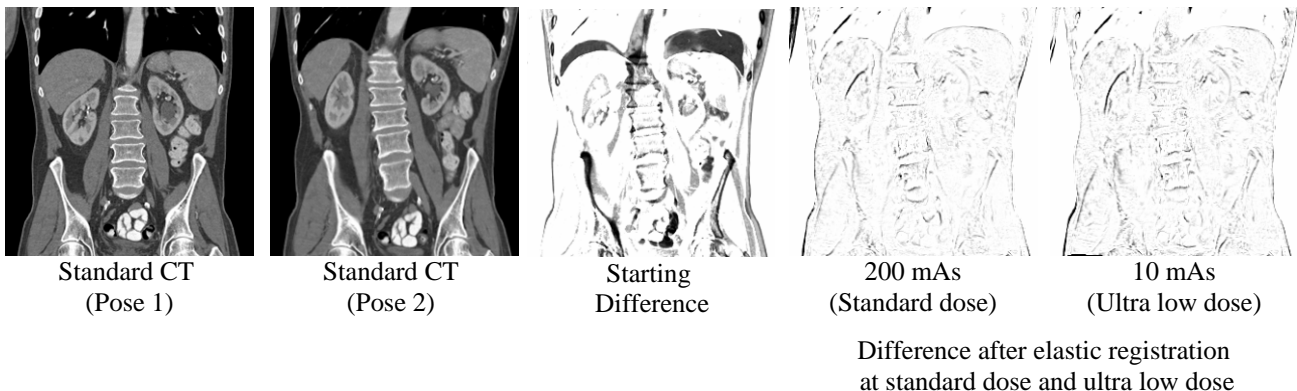 Standard CT
(Pose 1)
Standard CT
(Pose 2)
Starting
Difference
200 mAs
(Standard dose)
10 mAs
(Ultra low dose)
Difference after elastic registration
at standard dose and ultra low dose